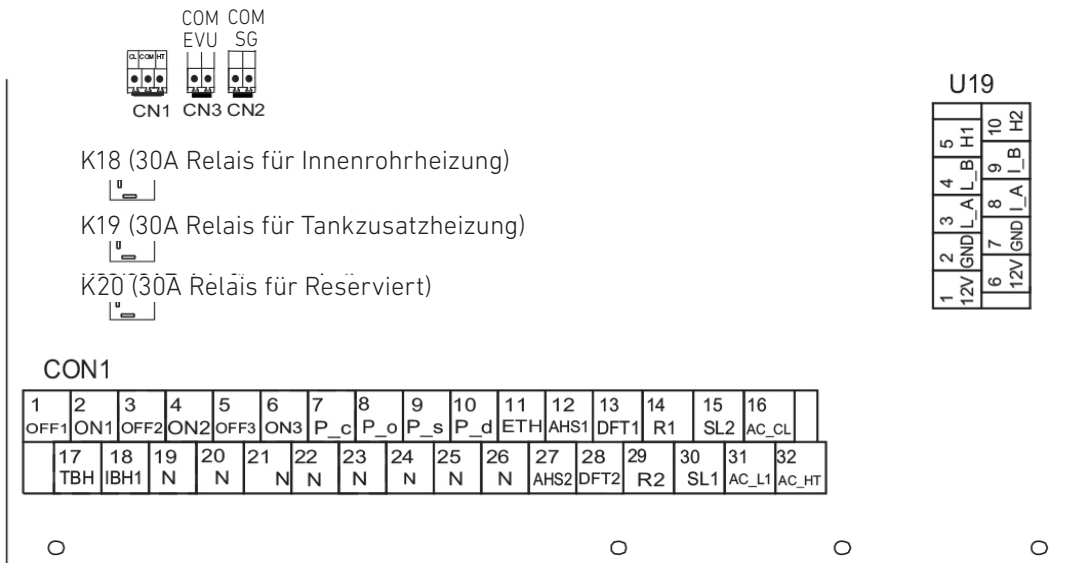 COM COM
EVU SG
CL COM HT
CN1 CN3 CN2
U19
5 H1 10 H2
4 L_B 9 I_B
3 L_A 8 I_A
2 GND 7 GND
1 12V 6 12V
K18 (30A Relais für Innenrohrheizung)
K19 (30A Relais für Tankzusatzheizung)
K20 (30A Relais für Reserviert)
CON1
1 2 3 4 5 6 7 8 9 10 11 12 13 14 15 16
OFF1 ON1 OFF2 ON2 OFF3 ON3 P_c P_o P_s P_d ETH AHS1 DFT1 R1 SL2 AC_CL
17 18 19 20 21 22 23 24 25 26 27 28 29 30 31 32
TBH IBH1 N N N N N N N N AHS2 DFT2 R2 SL1 AC_L1 AC_HT